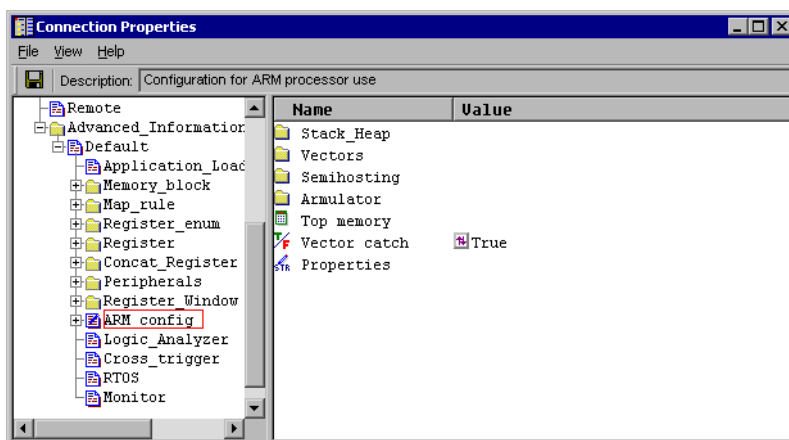 Connection Properties
File View Help
Description: Configuration for ARM processor use
Remote
Advanced_Information
Default
Application_Load
Memory_block
Map_rule
Register_enum
Register
Concat_Register
Peripherals
Register_Window
ARM config
Logic_Analyzer
Cross_trigger
RTOS
Monitor
Name Value
Stack_Heap
Vectors
Semihosting
Armulator
Top memory
T/F Vector catch True
STR Properties